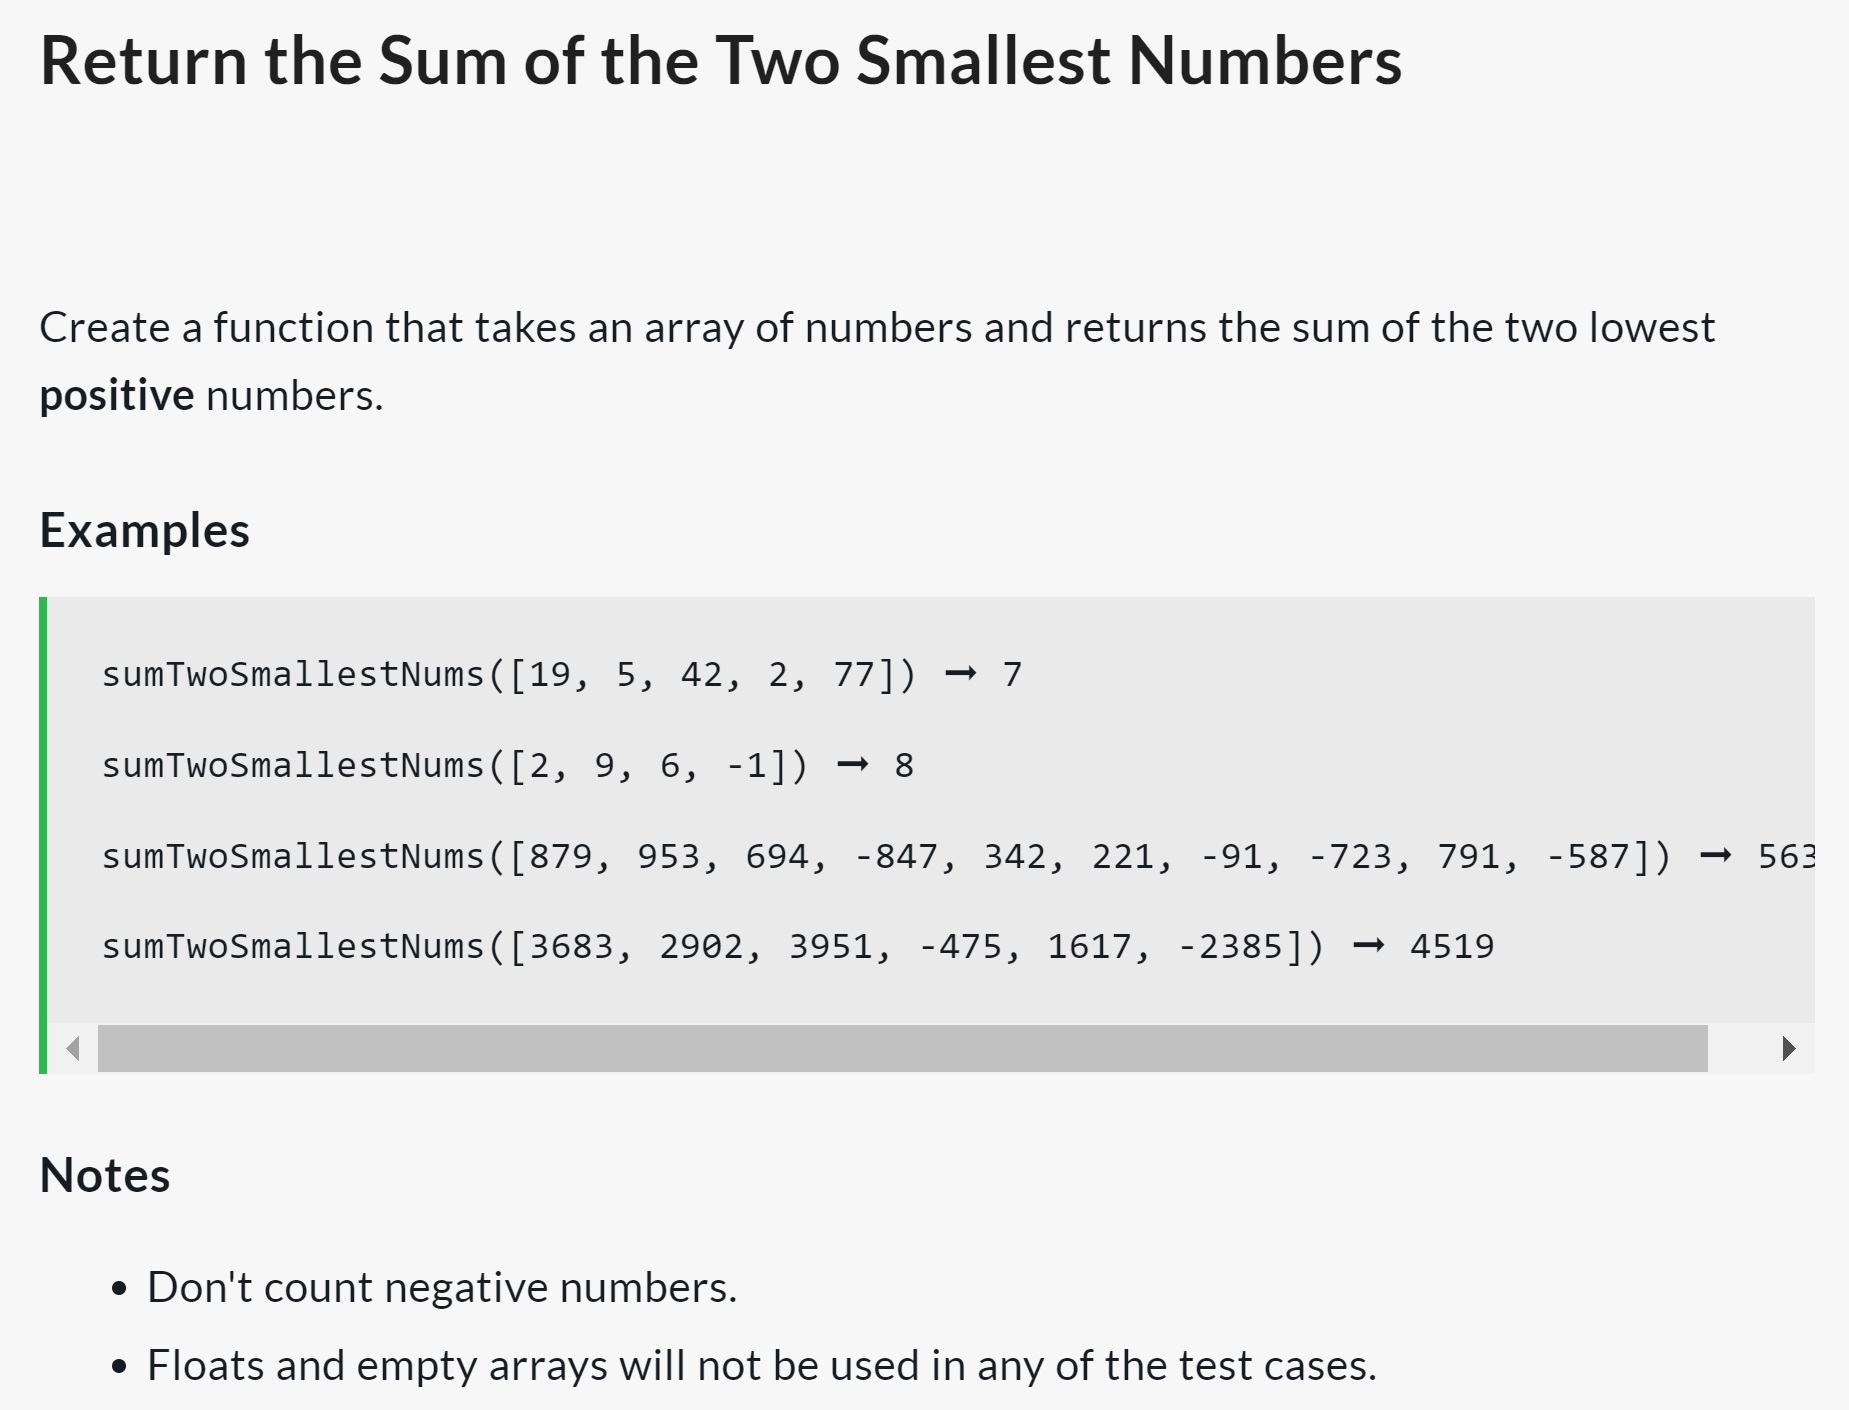 Return the Sum of the Two Smallest Numbers
Create a function that takes an array of numbers and returns the sum of the two lowest
positive numbers.
Examples
sumTwoSmallestNums([19, 5, 42, 2, 77]) ➞ 7
sumTwoSmallestNums([2, 9, 6, -1]) ➞ 8
sumTwoSmallestNums([879, 953, 694, -847, 342, 221, -91, -723, 791, -587]) ➞ 563
sumTwoSmallestNums([3683, 2902, 3951, -475, 1617, -2385]) ➞ 4519
Notes
• Don't count negative numbers.
• Floats and empty arrays will not be used in any of the test cases.